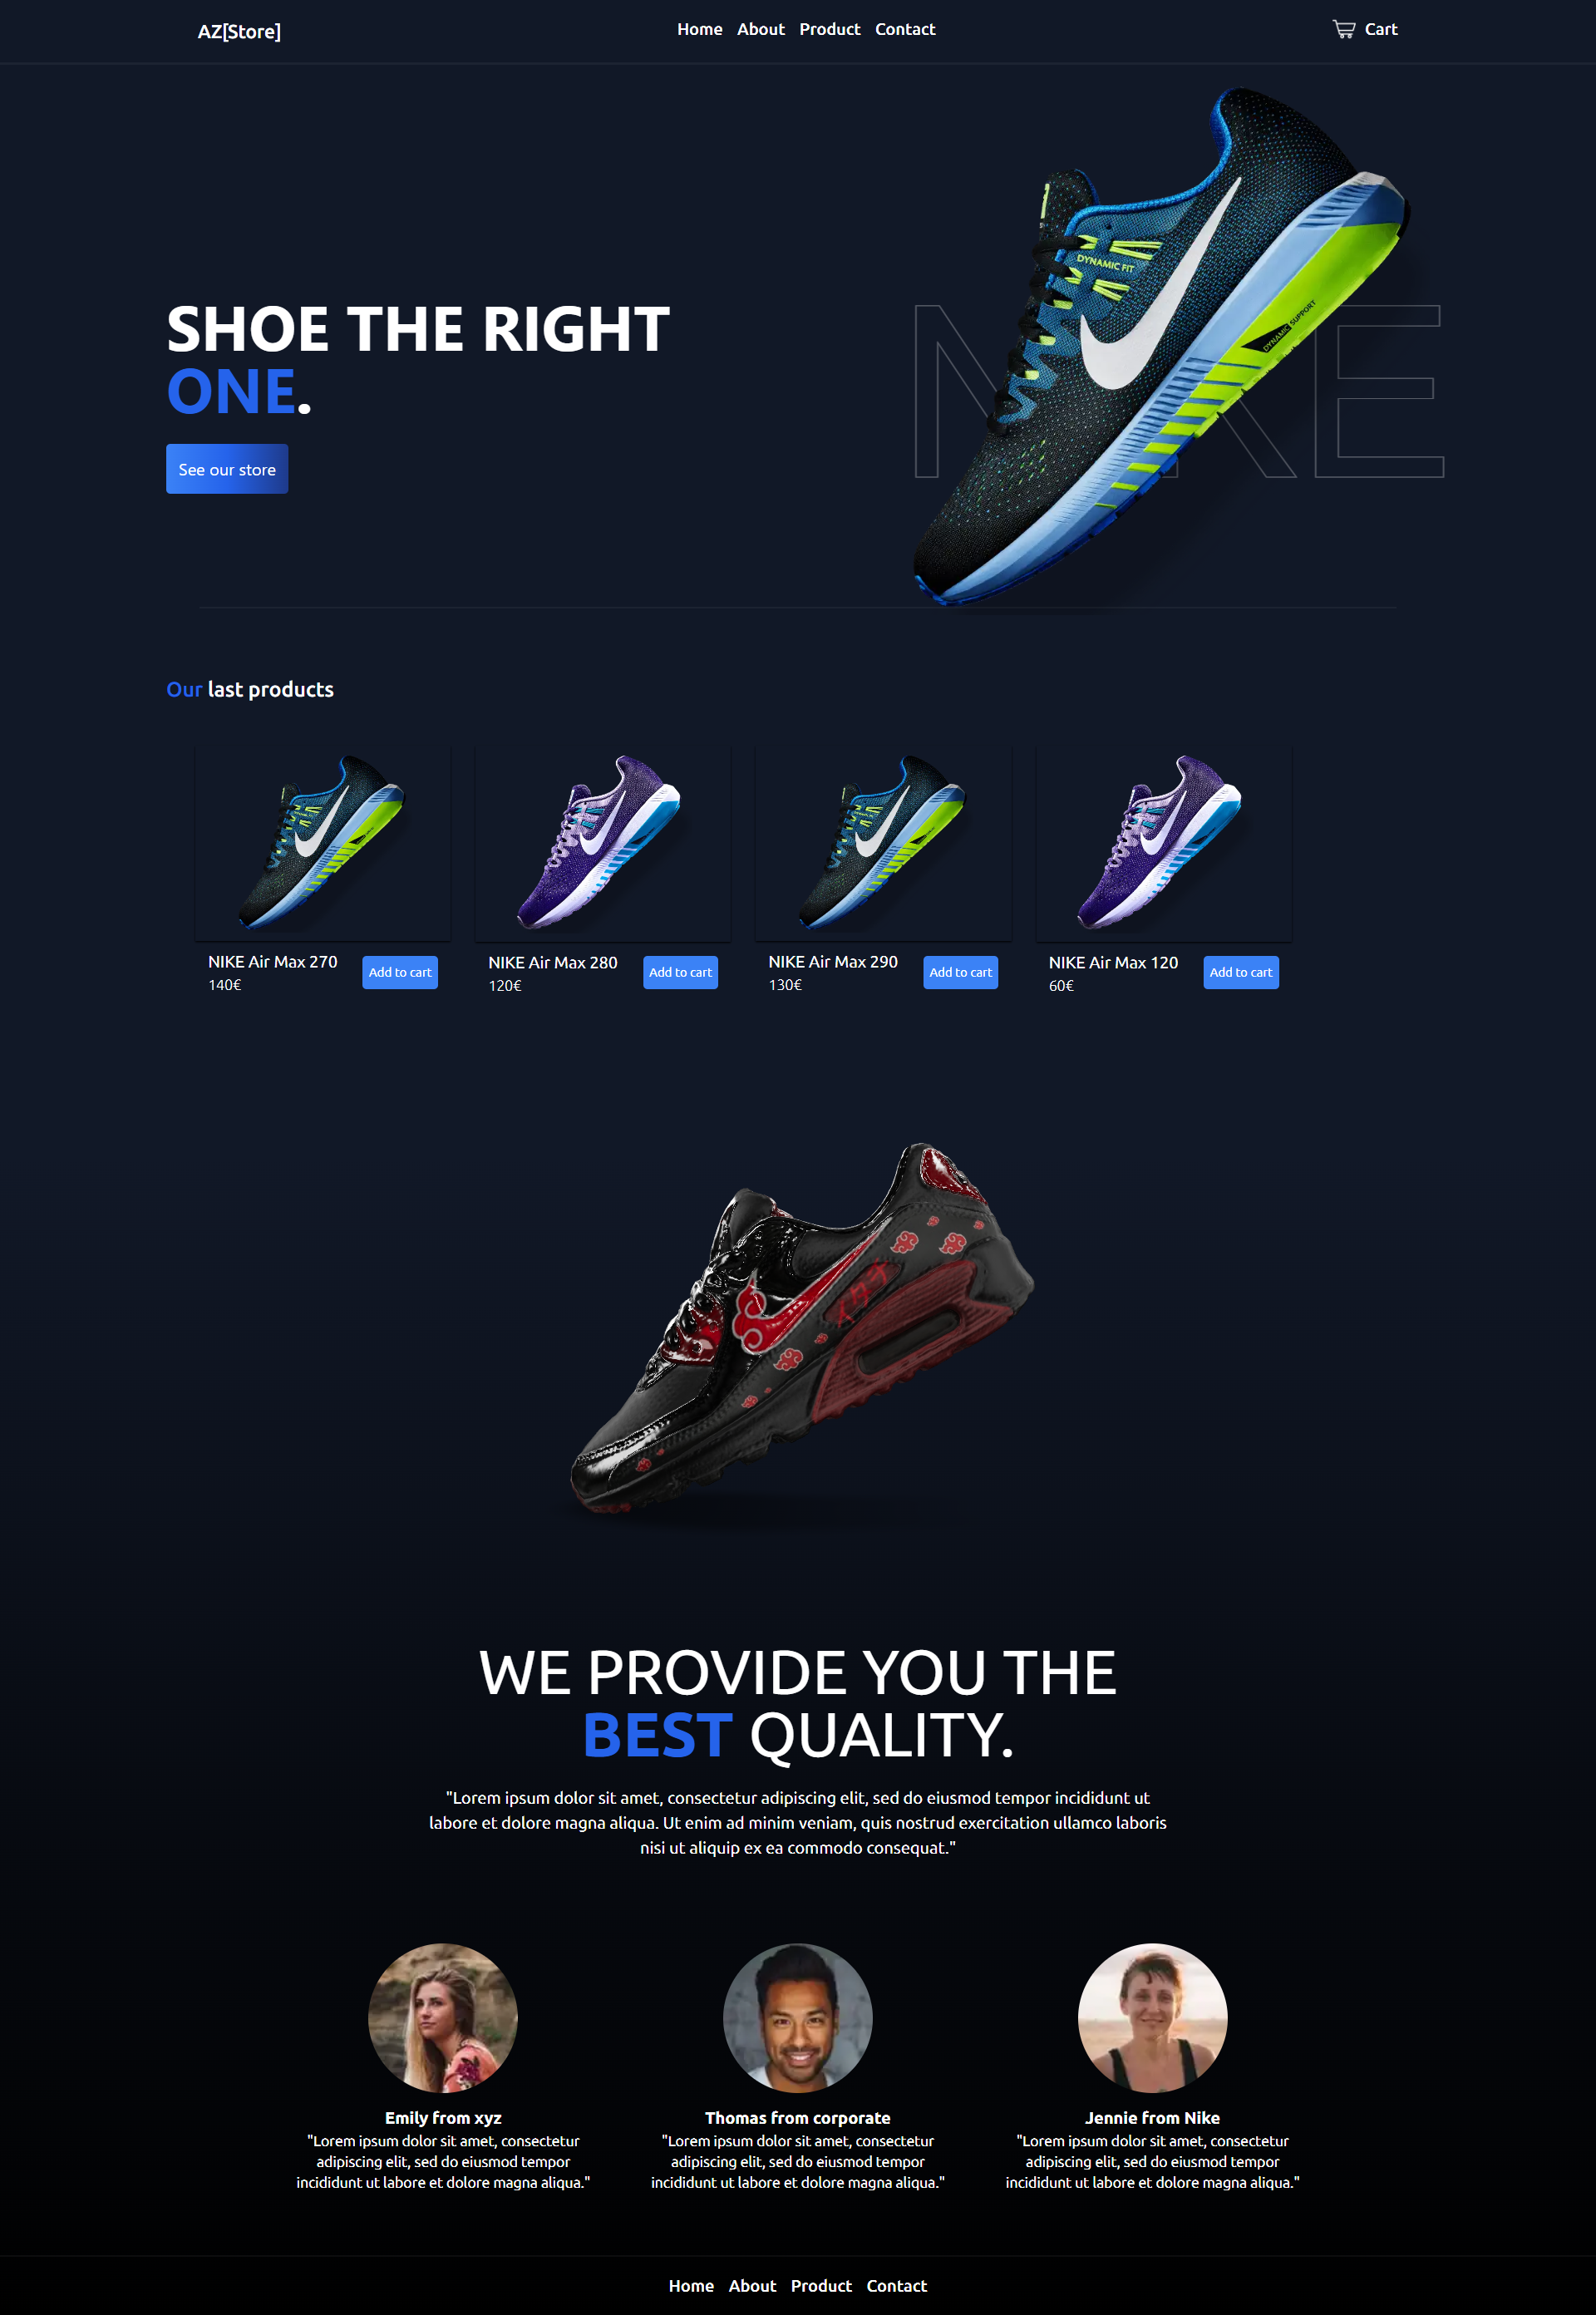 AZ[Store]
Home About Product Contact
Cart
SHOE THE RIGHT
ONE.
See our store
DYNAMIC FIT
DYNAMIC SUPPORT
Our last products
NIKE Air Max 270
140€
Add to cart
NIKE Air Max 280
120€
Add to cart
NIKE Air Max 290
130€
Add to cart
NIKE Air Max 120
60€
Add to cart
イタチ
WE PROVIDE YOU THE
BEST QUALITY.
"Lorem ipsum dolor sit amet, consectetur adipiscing elit, sed do eiusmod tempor incididunt ut
labore et dolore magna aliqua. Ut enim ad minim veniam, quis nostrud exercitation ullamco laboris
nisi ut aliquip ex ea commodo consequat."
Emily from xyz
"Lorem ipsum dolor sit amet, consectetur
adipiscing elit, sed do eiusmod tempor
incididunt ut labore et dolore magna aliqua."
Thomas from corporate
"Lorem ipsum dolor sit amet, consectetur
adipiscing elit, sed do eiusmod tempor
incididunt ut labore et dolore magna aliqua."
Jennie from Nike
"Lorem ipsum dolor sit amet, consectetur
adipiscing elit, sed do eiusmod tempor
incididunt ut labore et dolore magna aliqua."
Home About Product Contact